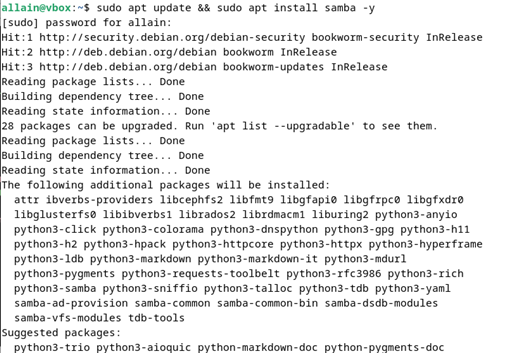 allain@vbox:~$ sudo apt update && sudo apt install samba -y
[sudo] password for allain:
Hit:1 http://security.debian.org/debian-security bookworm-security InRelease
Hit:2 http://deb.debian.org/debian bookworm InRelease
Hit:3 http://deb.debian.org/debian bookworm-updates InRelease
Reading package lists... Done
Building dependency tree... Done
Reading state information... Done
28 packages can be upgraded. Run 'apt list --upgradable' to see them.
Reading package lists... Done
Building dependency tree... Done
Reading state information... Done
The following additional packages will be installed:
attr ibverbs-providers libcephfs2 libfmt9 libgfapi0 libgfrpc0 libgfxdr0
libglusterfs0 libibverbs1 librados2 librdmacm1 liburing2 python3-anyio
python3-click python3-colorama python3-dnspython python3-gpg python3-h11
python3-h2 python3-hpack python3-httpcore python3-httpx python3-hyperframe
python3-ldb python3-markdown python3-markdown-it python3-mdurl
python3-pygments python3-requests-toolbelt python3-rfc3986 python3-rich
python3-samba python3-sniffio python3-talloc python3-tdb python3-yaml
samba-ad-provision samba-common samba-common-bin samba-dsdb-modules
samba-vfs-modules tdb-tools
Suggested packages:
python3-trio python3-aioquic python-markdown-doc python-pygments-doc